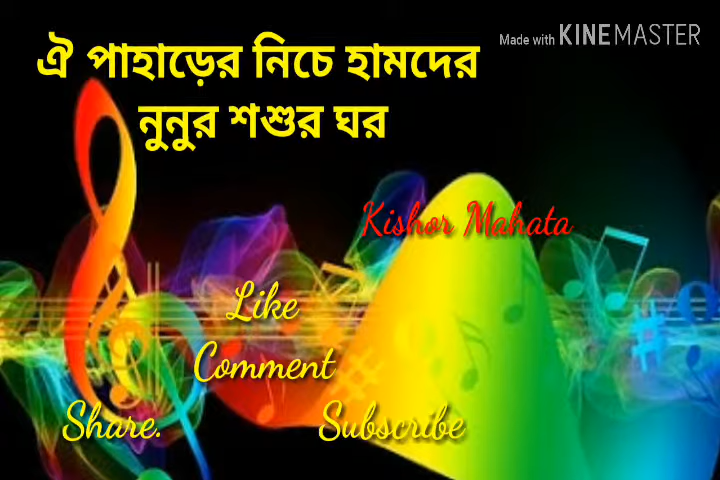 Made with KINEMASTER
ঐ পাহাড়ের নিচে হামদের
নুনুর শশুর ঘর
Kishor Mahata
Like
Comment
Share. Subscribe